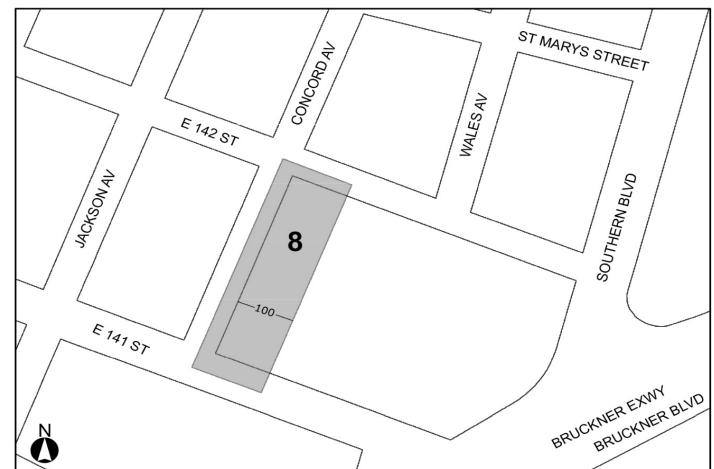 ST MARYS STREET
CONCORD AV
E 142 ST
WALES AV
JACKSON AV
SOUTHERN BLVD
8
100
E 141 ST
BRUCKNER EXWY
BRUCKNER BLVD
N